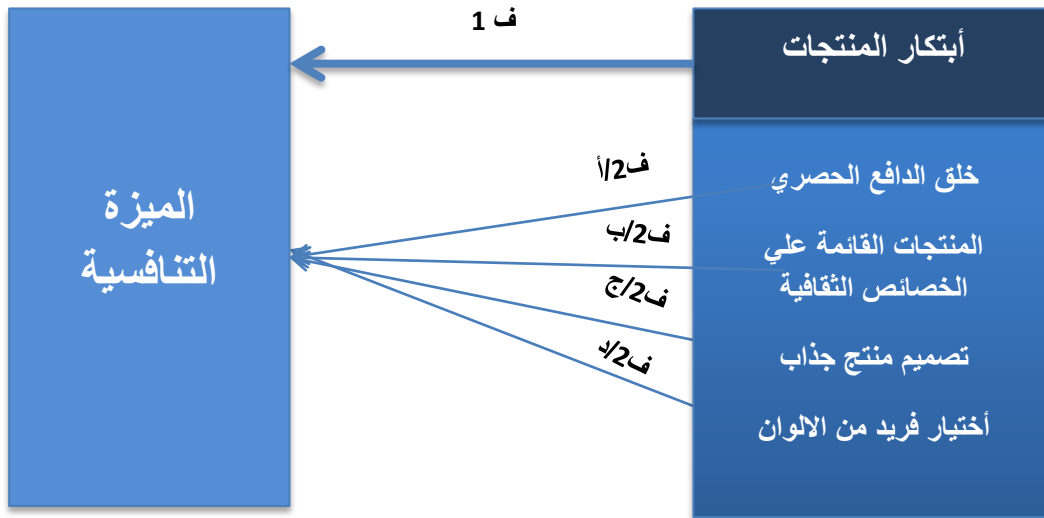 أبتكار المنتجات
خلق الدافع الحصري
المنتجات القائمة علي
الخصائص الثقافية
تصميم منتج جذاب
أختيار فريد من الالوان
ف 1
ف2/أ
ف2/ب
ف2/ج
ف2/د
الميزة
التنافسية